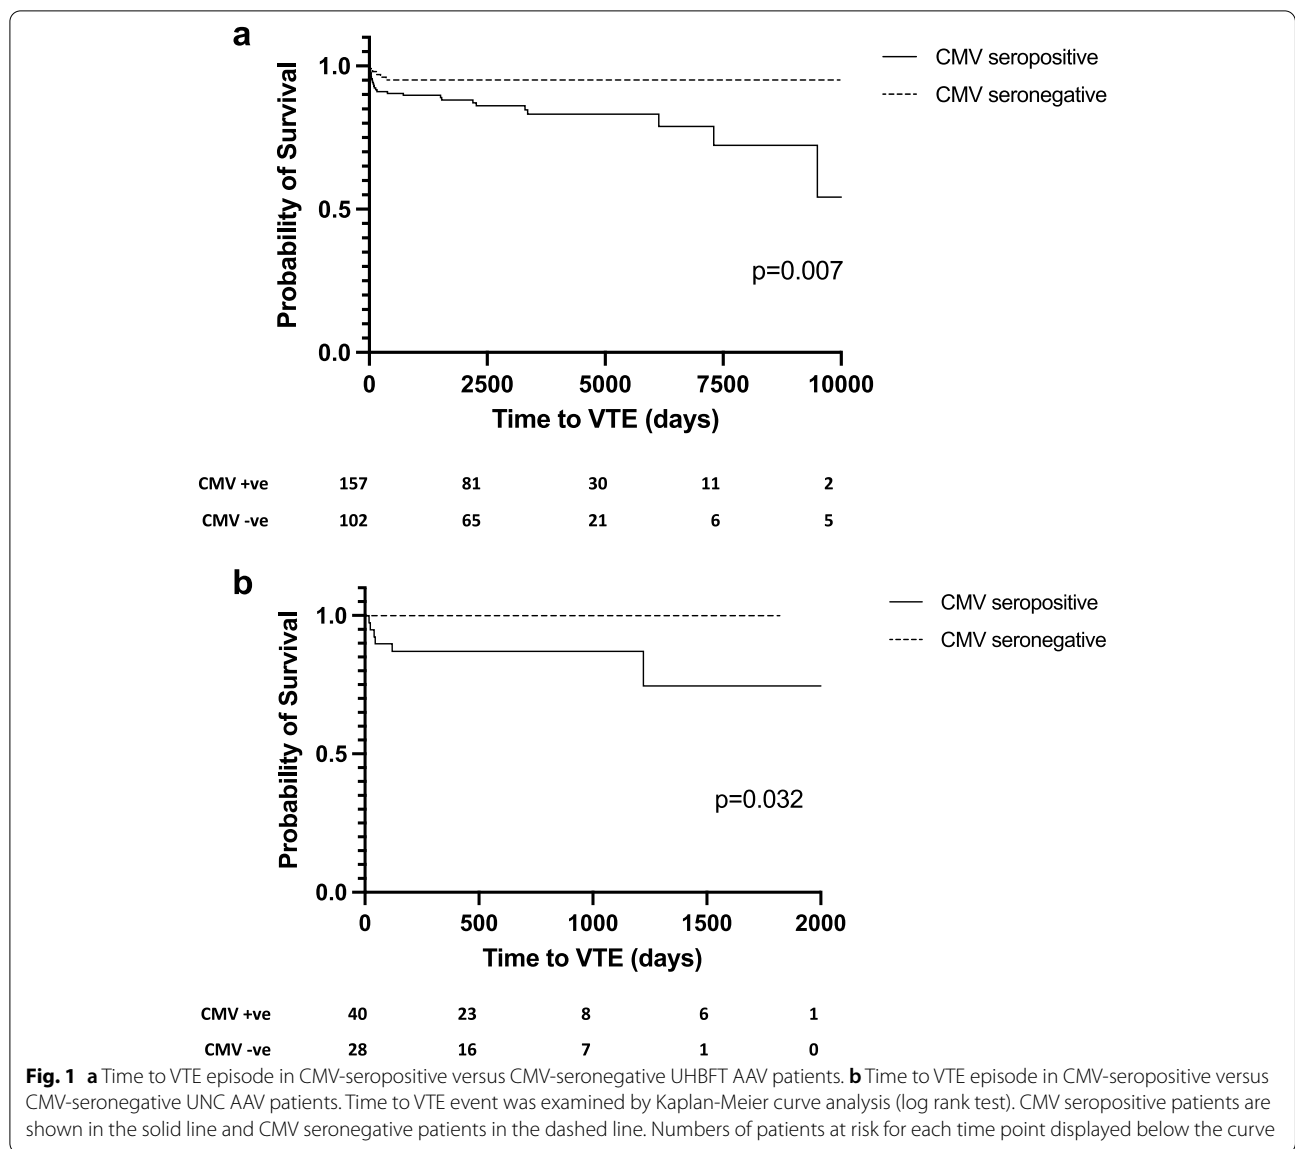 a
CMV seropositive
CMV seronegative
Probability of Survival
1.0
0.5
0.0
p=0.007
0 2500 5000 7500 10000
Time to VTE (days)
CMV +ve 157 81 30 11 2
CMV -ve 102 65 21 6 5
b
CMV seropositive
CMV seronegative
Probability of Survival
1.0
0.5
0.0
p=0.032
0 500 1000 1500 2000
Time to VTE (days)
CMV +ve 40 23 8 6 1
CMV -ve 28 16 7 1 0
Fig. 1 a Time to VTE episode in CMV-seropositive versus CMV-seronegative UHBFT AAV patients. b Time to VTE episode in CMV-seropositive versus
CMV-seronegative UNC AAV patients. Time to VTE event was examined by Kaplan-Meier curve analysis (log rank test). CMV seropositive patients are
shown in the solid line and CMV seronegative patients in the dashed line. Numbers of patients at risk for each time point displayed below the curve